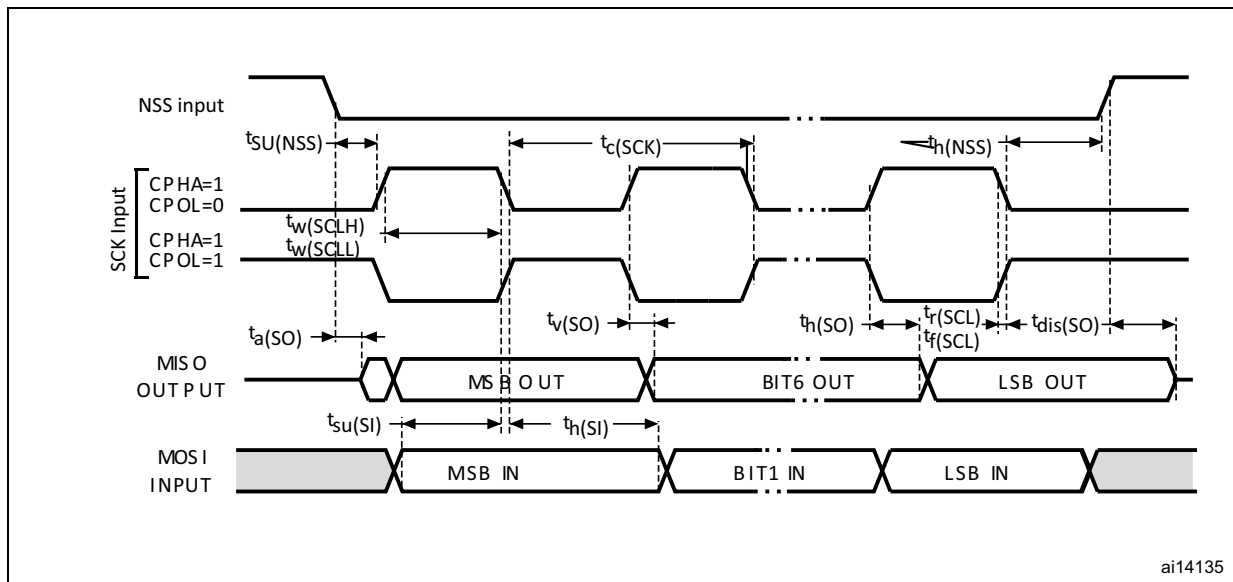 NSS input
tSU(NSS)
tc(SCK)
th(NSS)
SCK Input
CPHA=1
CPOL=0
tw(SCLH)
CPHA=1
tw(SCLL)
CPOL=1
ta(SO)
tv(SO)
th(SO)
tr(SCL)
tf(SCL)
tdis(SO)
MISO
OUTPUT
MSB OUT
BIT6 OUT
LSB OUT
tsu(SI)
th(SI)
MOSI
INPUT
MSB IN
BIT1 IN
LSB IN
ai14135